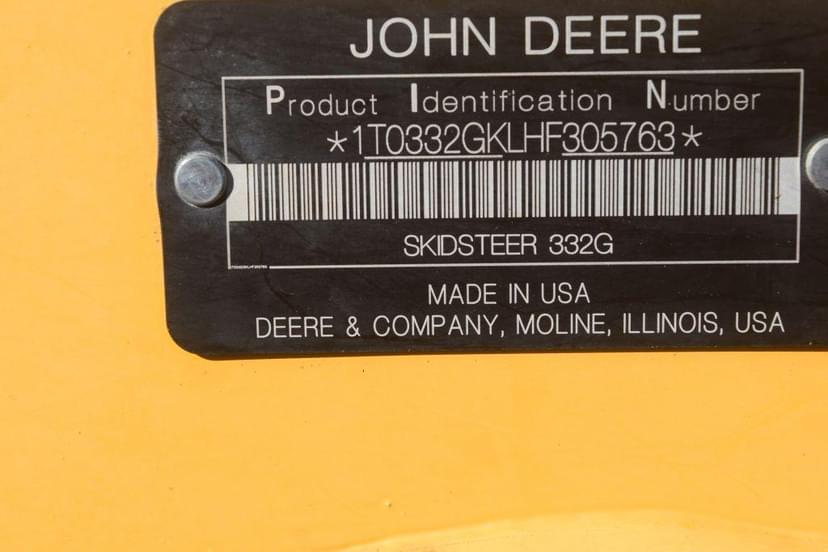 JOHN DEERE
Product Identification Number
*1T0332GKLHF305763*
SKIDSTEER 332G
MADE IN USA
DEERE & COMPANY, MOLINE, ILLINOIS, USA